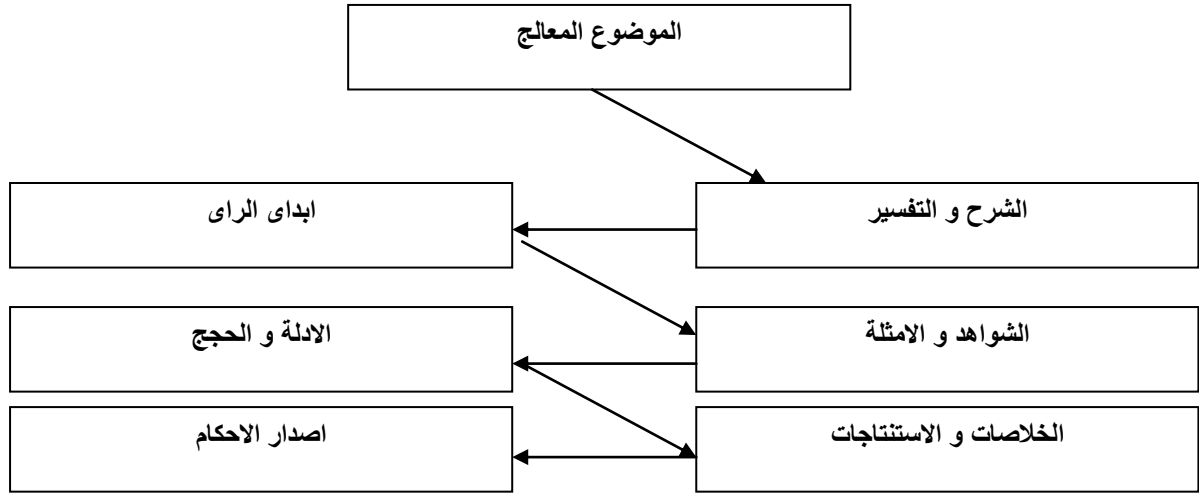 الموضوع المعالج
الشرح و التفسير
ابداى الراى
الشواهد و الامثلة
الادلة و الحجج
الخلاصات و الاستنتاجات
اصدار الاحكام